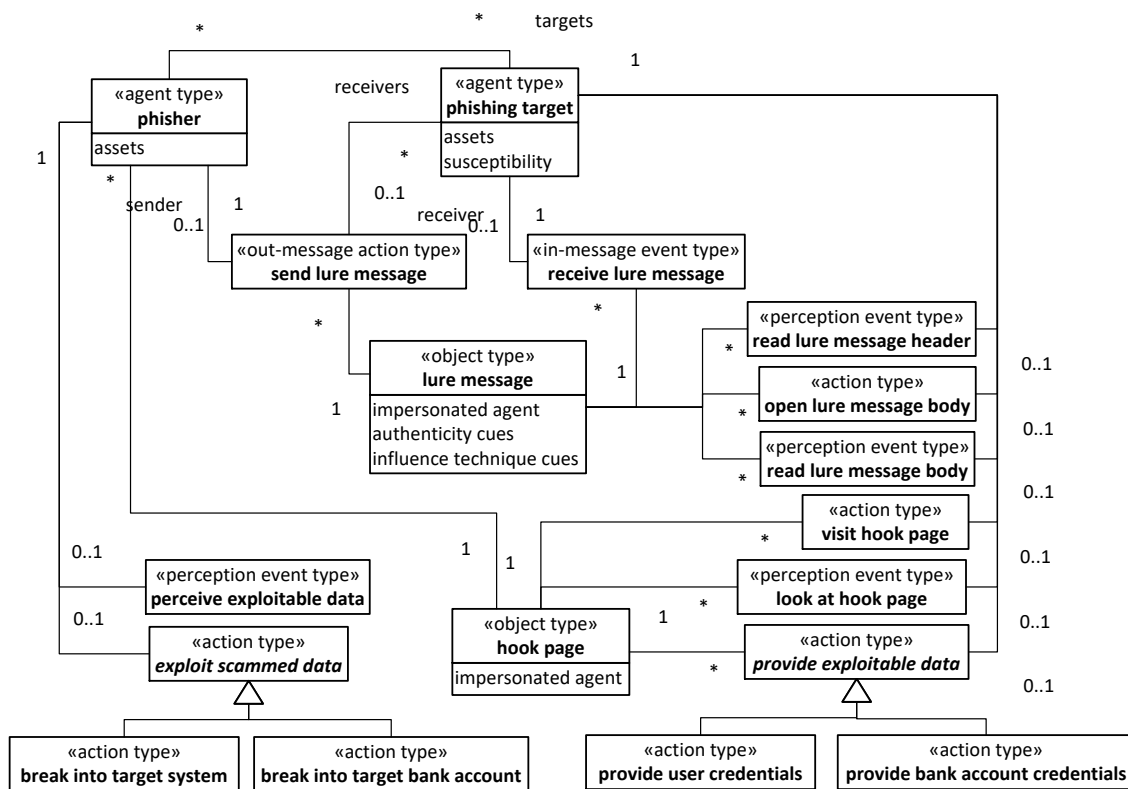 * targets
*
1
«agent type»
phisher
assets
receivers
«agent type»
phishing target
assets
susceptibility
1
*
*
0..1
sender
0..1
1
receiver
0..1
1
«out-message action type»
send lure message
«in-message event type»
receive lure message
*
*
«perception event type»
read lure message header
*
0..1
«object type»
lure message
impersonated agent
authenticity cues
influence technique cues
1
1
«action type»
open lure message body
*
0..1
«perception event type»
read lure message body
*
0..1
«action type»
visit hook page
*
0..1
1
1
0..1
«perception event type»
perceive exploitable data
«perception event type»
look at hook page
*
0..1
0..1
«action type»
exploit scammed data
«object type»
hook page
impersonated agent
1
*
«action type»
provide exploitable data
0..1
«action type»
break into target system
«action type»
break into target bank account
«action type»
provide user credentials
«action type»
provide bank account credentials